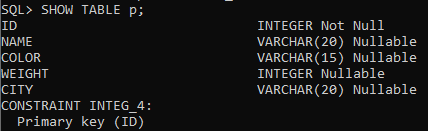 SQL> SHOW TABLE p;
ID                              INTEGER Not Null
NAME                            VARCHAR(20) Nullable
COLOR                           VARCHAR(15) Nullable
WEIGHT                          INTEGER Nullable
CITY                            VARCHAR(20) Nullable
CONSTRAINT INTEG_4:
  Primary key (ID)